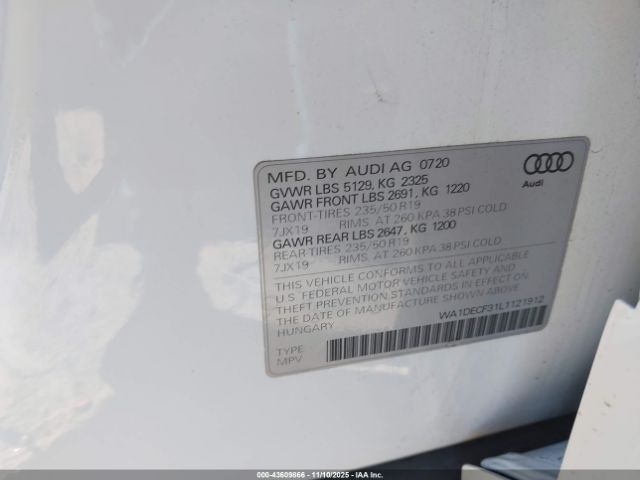 MFD. BY AUDI AG 0720
GVWR LBS 5129, KG 2325
GAWR FRONT LBS 2691, KG 1220
FRONT-TIRES 235/50 R19
7JX19 RIMS, AT 260 KPA 38 PSI COLD
GAWR REAR LBS 2647, KG 1200
REAR-TIRES 235/50 R19
7JX19 RIMS, AT 260 KPA 38 PSI COLD
THIS VEHICLE CONFORMS TO ALL APPLICABLE
U.S. FEDERAL MOTOR VEHICLE SAFETY AND
THEFT PREVENTION STANDARDS IN EFFECT ON
THE DATE OF MANUFACTURE SHOWN ABOVE.
HUNGARY
WA1DECF31L1121912
TYPE
MPV
Audi
000-43609866 - 11/10/2025 - IAA Inc.